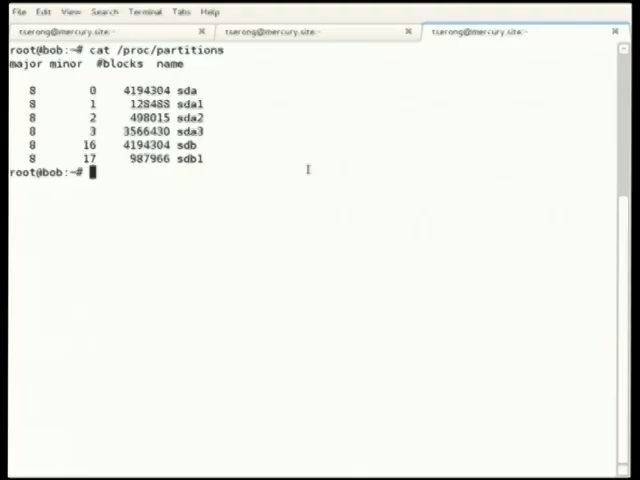 File Edit View Search Terminal Tabs Help
tserong@mercury.site:~ tserong@mercury.site:~ tserong@mercury.site:~
root@bob:~# cat /proc/partitions
major minor #blocks name
8 0 4194304 sda
8 1 128488 sda1
8 2 498015 sda2
8 3 3566430 sda3
8 16 4194304 sdb
8 17 987966 sdb1
root@bob:~#